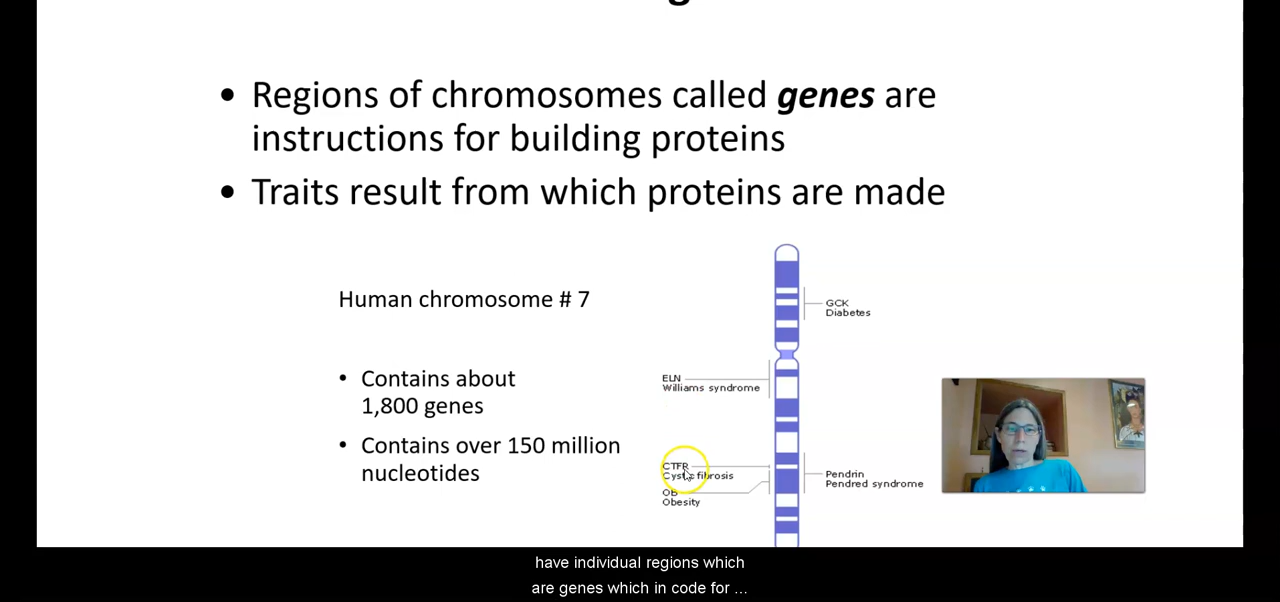 • Regions of chromosomes called genes are
instructions for building proteins
• Traits result from which proteins are made
Human chromosome # 7
• Contains about
1,800 genes
• Contains over 150 million
nucleotides
GCK
Diabetes
ELN
Williams syndrome
CTFR
Cystic fibrosis
OB
Obesity
Pendrin
Pendred syndrome
have individual regions which
are genes which in code for ...